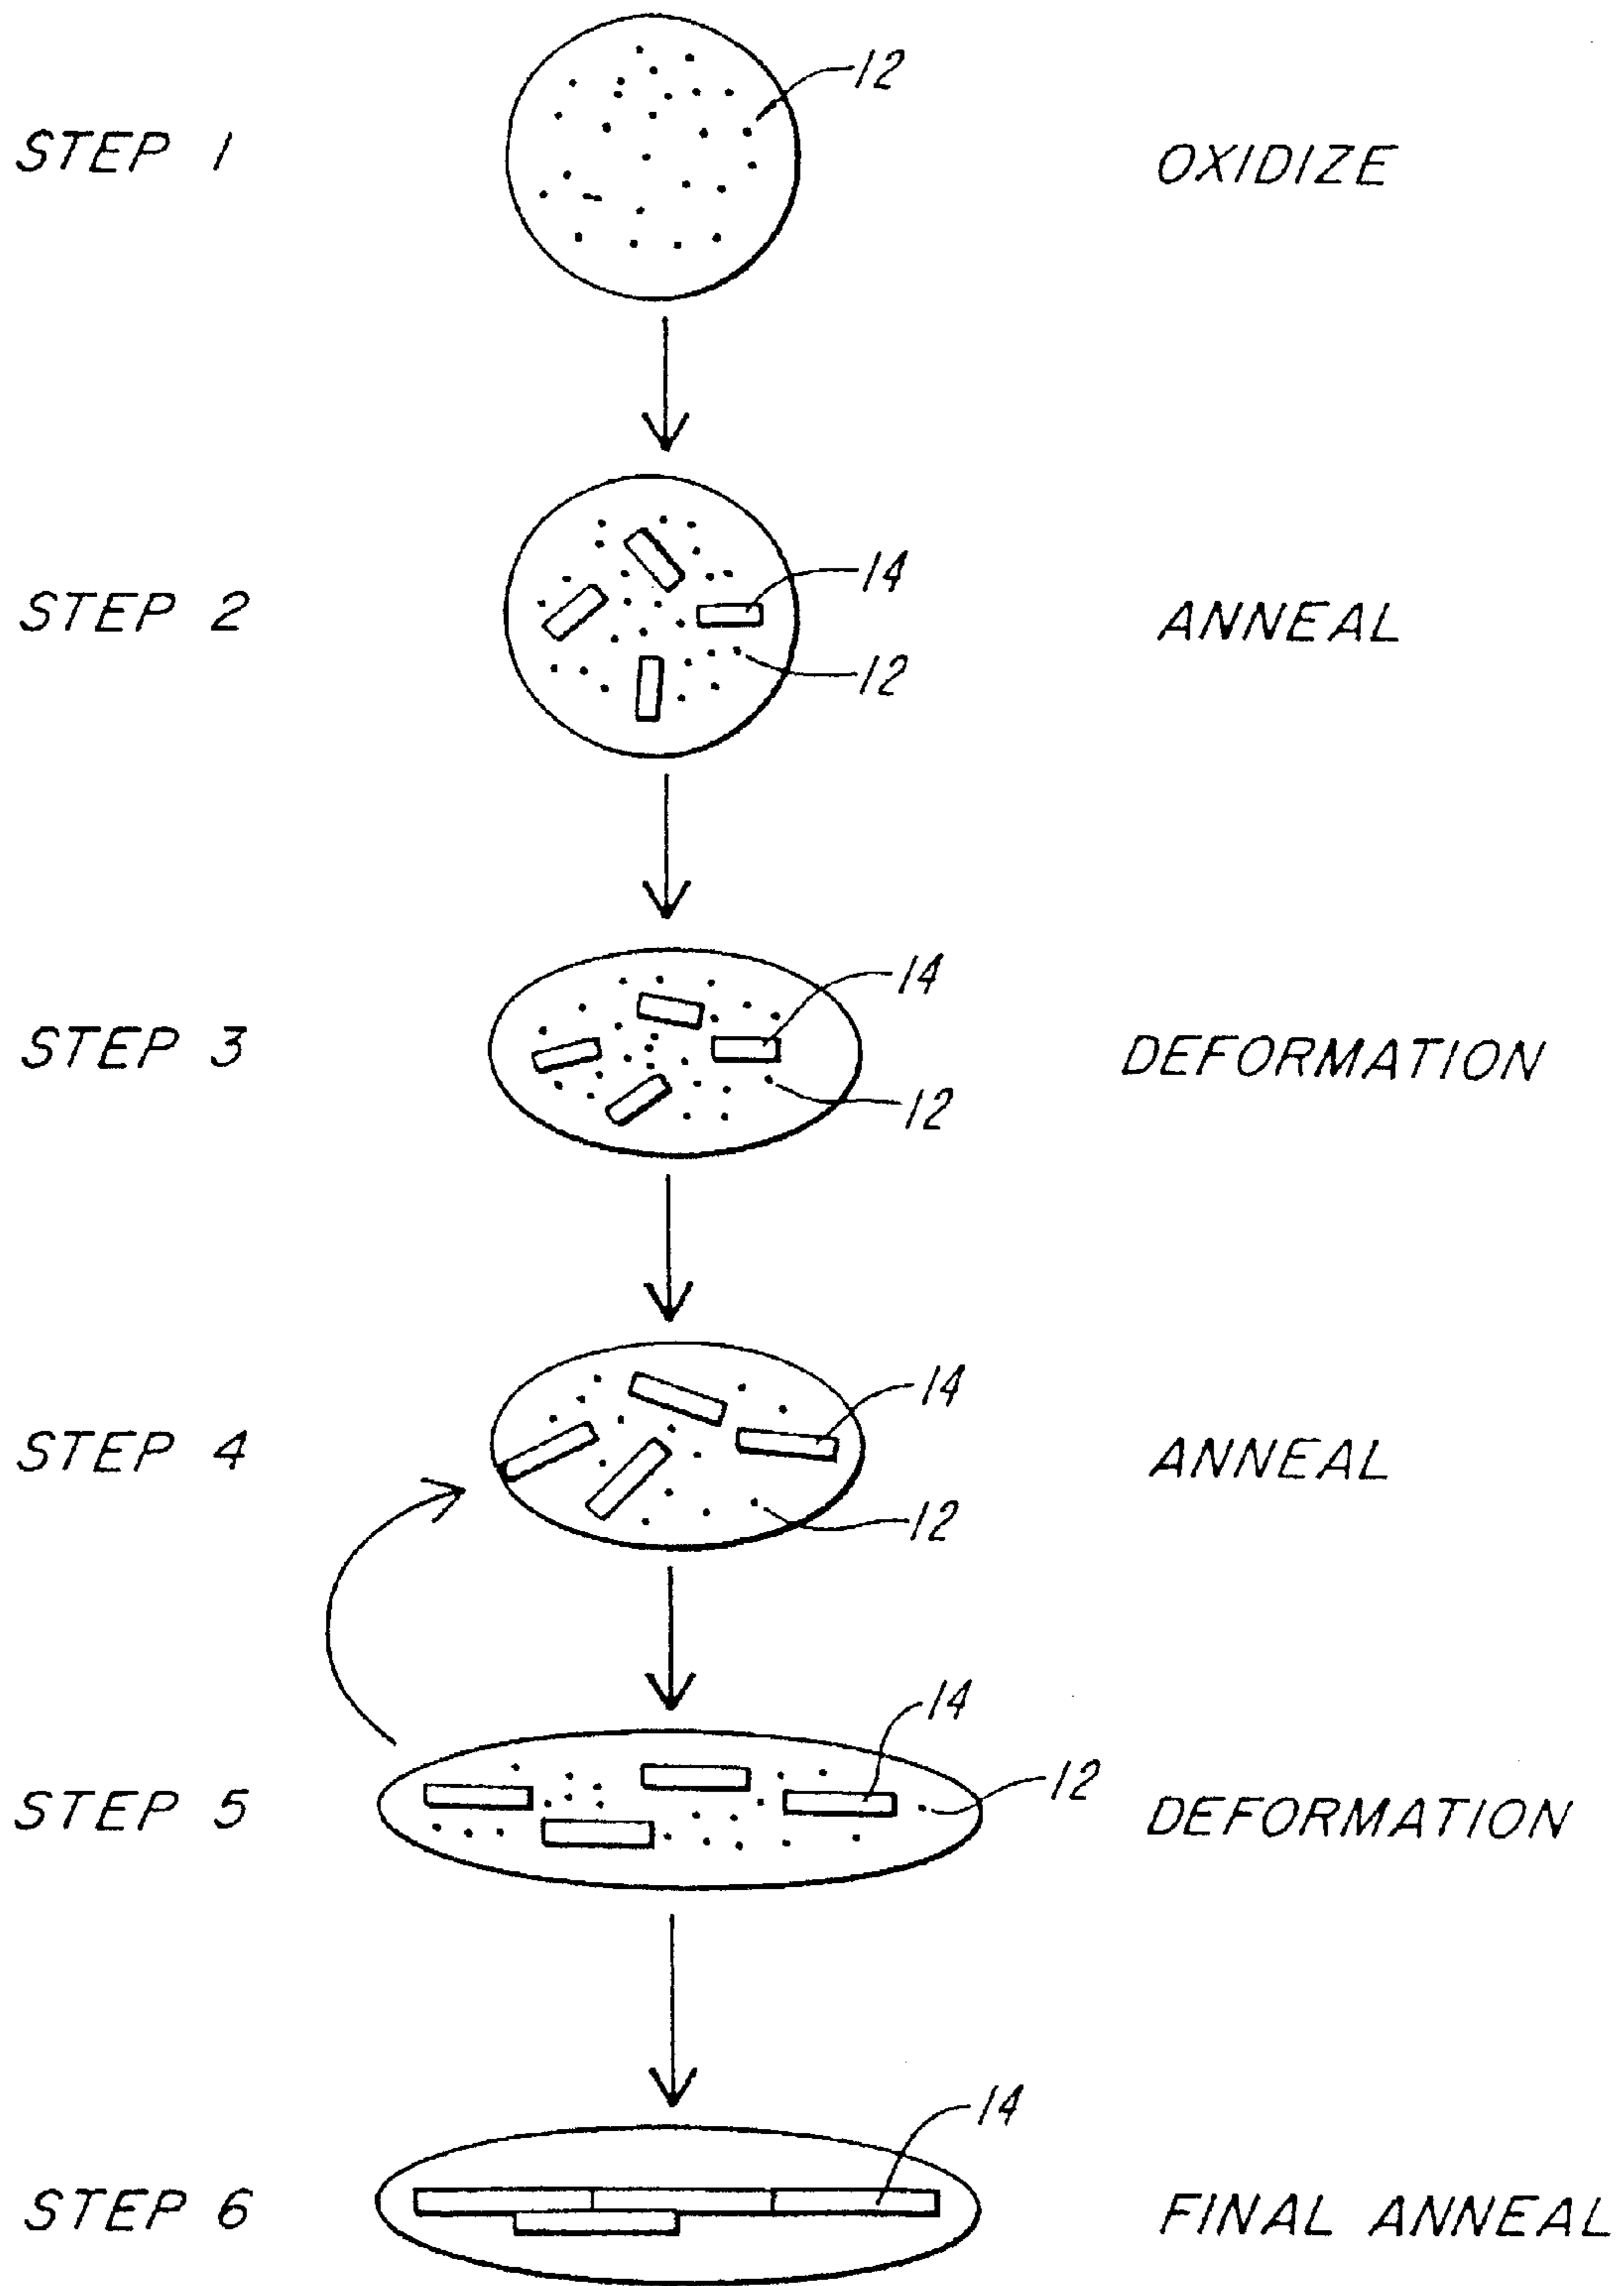 12
STEP 1 OXIDIZE
14
STEP 2 ANNEAL
12
14
STEP 3 DEFORMATION
12
14
STEP 4 ANNEAL
12
14
12
STEP 5 DEFORMATION
14
STEP 6 FINAL ANNEAL